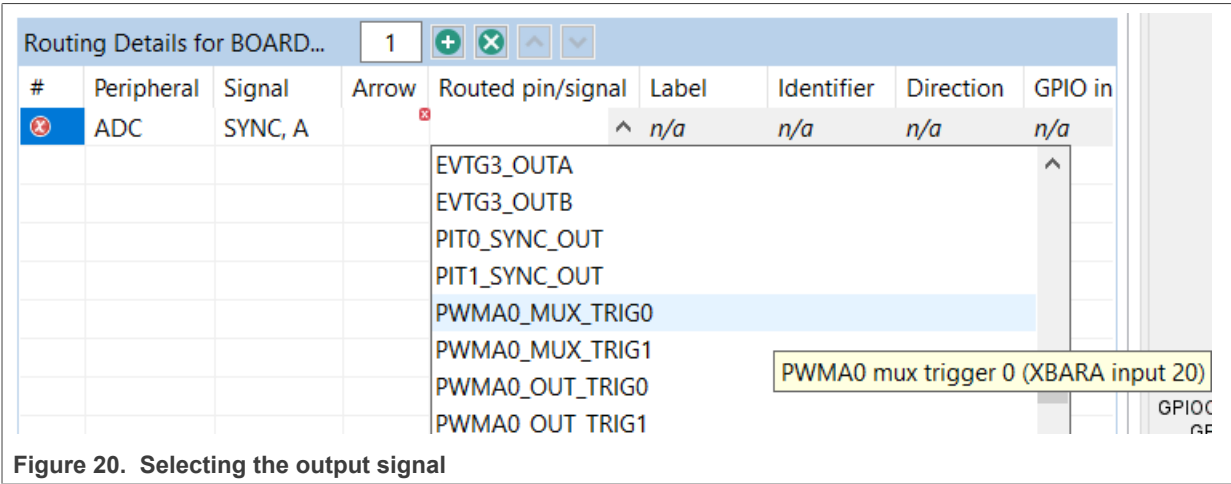 Routing Details for BOARD... 1
# Peripheral Signal Arrow Routed pin/signal Label Identifier Direction GPIO in
ADC SYNC, A n/a n/a n/a n/a
EVTG3_OUTA
EVTG3_OUTB
PIT0_SYNC_OUT
PIT1_SYNC_OUT
PWMA0_MUX_TRIG0
PWMA0_MUX_TRIG1
PWMA0 mux trigger 0 (XBARA input 20)
PWMA0_OUT_TRIG0
PWMA0_OUT_TRIG1
Figure 20. Selecting the output signal